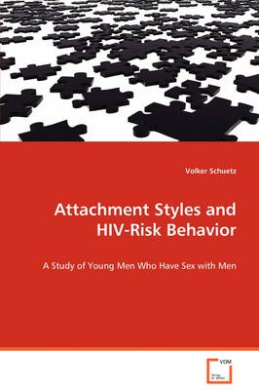 Volker Schuetz
Attachment Styles and
HIV-Risk Behavior
A Study of Young Men Who Have Sex with Men
VDM